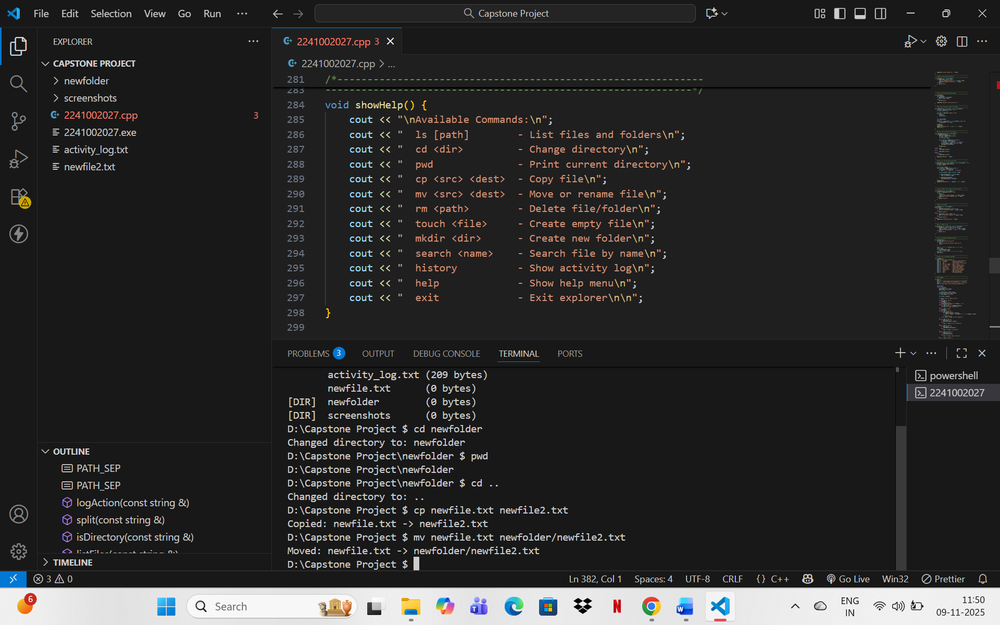 File Edit Selection View Go Run ···
Capstone Project
EXPLORER
CAPSTONE PROJECT
newfolder
screenshots
2241002027.cpp 3
2241002027.exe
activity_log.txt
newfile2.txt
OUTLINE
PATH_SEP
PATH_SEP
logAction(const string &)
split(const string &)
isDirectory(const string &)
listFiles(const string &)
TIMELINE
2241002027.cpp 3
2241002027.cpp > ...
281 /*-------------------------------------------------------------
283 -------------------------------------------------------------*/
284 void showHelp() {
285 cout << "\nAvailable Commands:\n";
286 cout << "  ls [path]        - List files and folders\n";
287 cout << "  cd <dir>         - Change directory\n";
288 cout << "  pwd              - Print current directory\n";
289 cout << "  cp <src> <dest>  - Copy file\n";
290 cout << "  mv <src> <dest>  - Move or rename file\n";
291 cout << "  rm <path>        - Delete file/folder\n";
292 cout << "  touch <file>     - Create empty file\n";
293 cout << "  mkdir <dir>      - Create new folder\n";
294 cout << "  search <name>    - Search file by name\n";
295 cout << "  history          - Show activity log\n";
296 cout << "  help             - Show help menu\n";
297 cout << "  exit             - Exit explorer\n\n";
298 }
299
PROBLEMS 3 OUTPUT DEBUG CONSOLE TERMINAL PORTS
activity_log.txt (209 bytes)
newfile.txt      (0 bytes)
[DIR]  newfolder        (0 bytes)
[DIR]  screenshots      (0 bytes)
D:\Capstone Project $ cd newfolder
Changed directory to: newfolder
D:\Capstone Project\newfolder $ pwd
D:\Capstone Project\newfolder
D:\Capstone Project\newfolder $ cd ..
Changed directory to: ..
D:\Capstone Project $ cp newfile.txt newfile2.txt
Copied: newfile.txt -> newfile2.txt
D:\Capstone Project $ mv newfile.txt newfolder/newfile2.txt
Moved: newfile.txt -> newfolder/newfile2.txt
D:\Capstone Project $
powershell
2241002027
3 0
Ln 382, Col 1 Spaces: 4 UTF-8 CRLF {} C++ Go Live Win32 Prettier
6
Search
ENG
IN
11:50
09-11-2025